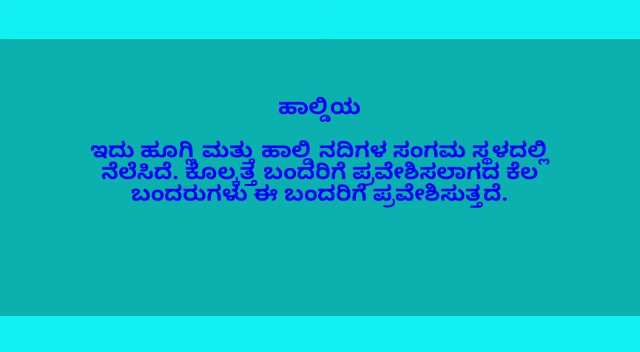 ಹಾಲ್ಡಿಯ
ಇದು ಹೂಗ್ಲಿ ಮತ್ತು ಹಾಲ್ಡಿ ನದಿಗಳ ಸಂಗಮ ಸ್ಥಳದಲ್ಲಿ
ನೆಲೆಸಿದೆ. ಕೊಲ್ಕತ್ತ ಬಂದರಿಗೆ ಪ್ರವೇಶಿಸಲಾಗದ ಕೆಲ
ಬಂದರುಗಳು ಈ ಬಂದರಿಗೆ ಪ್ರವೇಶಿಸುತ್ತದೆ.